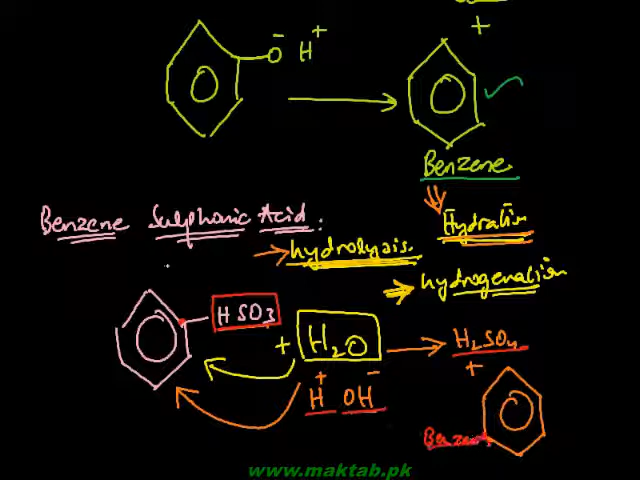 +
O⁻ H⁺
Benzene
Benzene Sulphonic Acid:
Hydration
hydrolysis.
hydrogenation
HSO3
+ H2O
H2SO4
+
H⁺ OH⁻
Benzene
www.maktab.pk